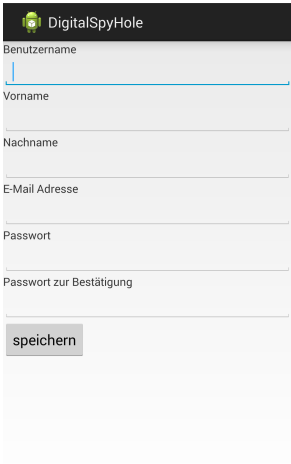 DigitalSpyHole
Benutzername
Vorname
Nachname
E-Mail Adresse
Passwort
Passwort zur Bestätigung
speichern